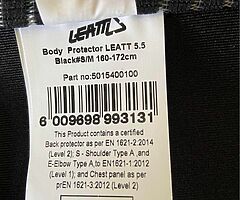 LEATT
Body Protector LEATT 5.5
Black#S/M 160-172cm
Part no:5015400100
6 009698 993131
This Product contains a certified
Back protector as per EN 1621-2:2014
(Level 2); S - Shoulder Type A ,and
E-Elbow Type A,to EN1621-1:2012
(Level 1); and Chest panel as per
prEN 1621-3:2012 (Level 2)